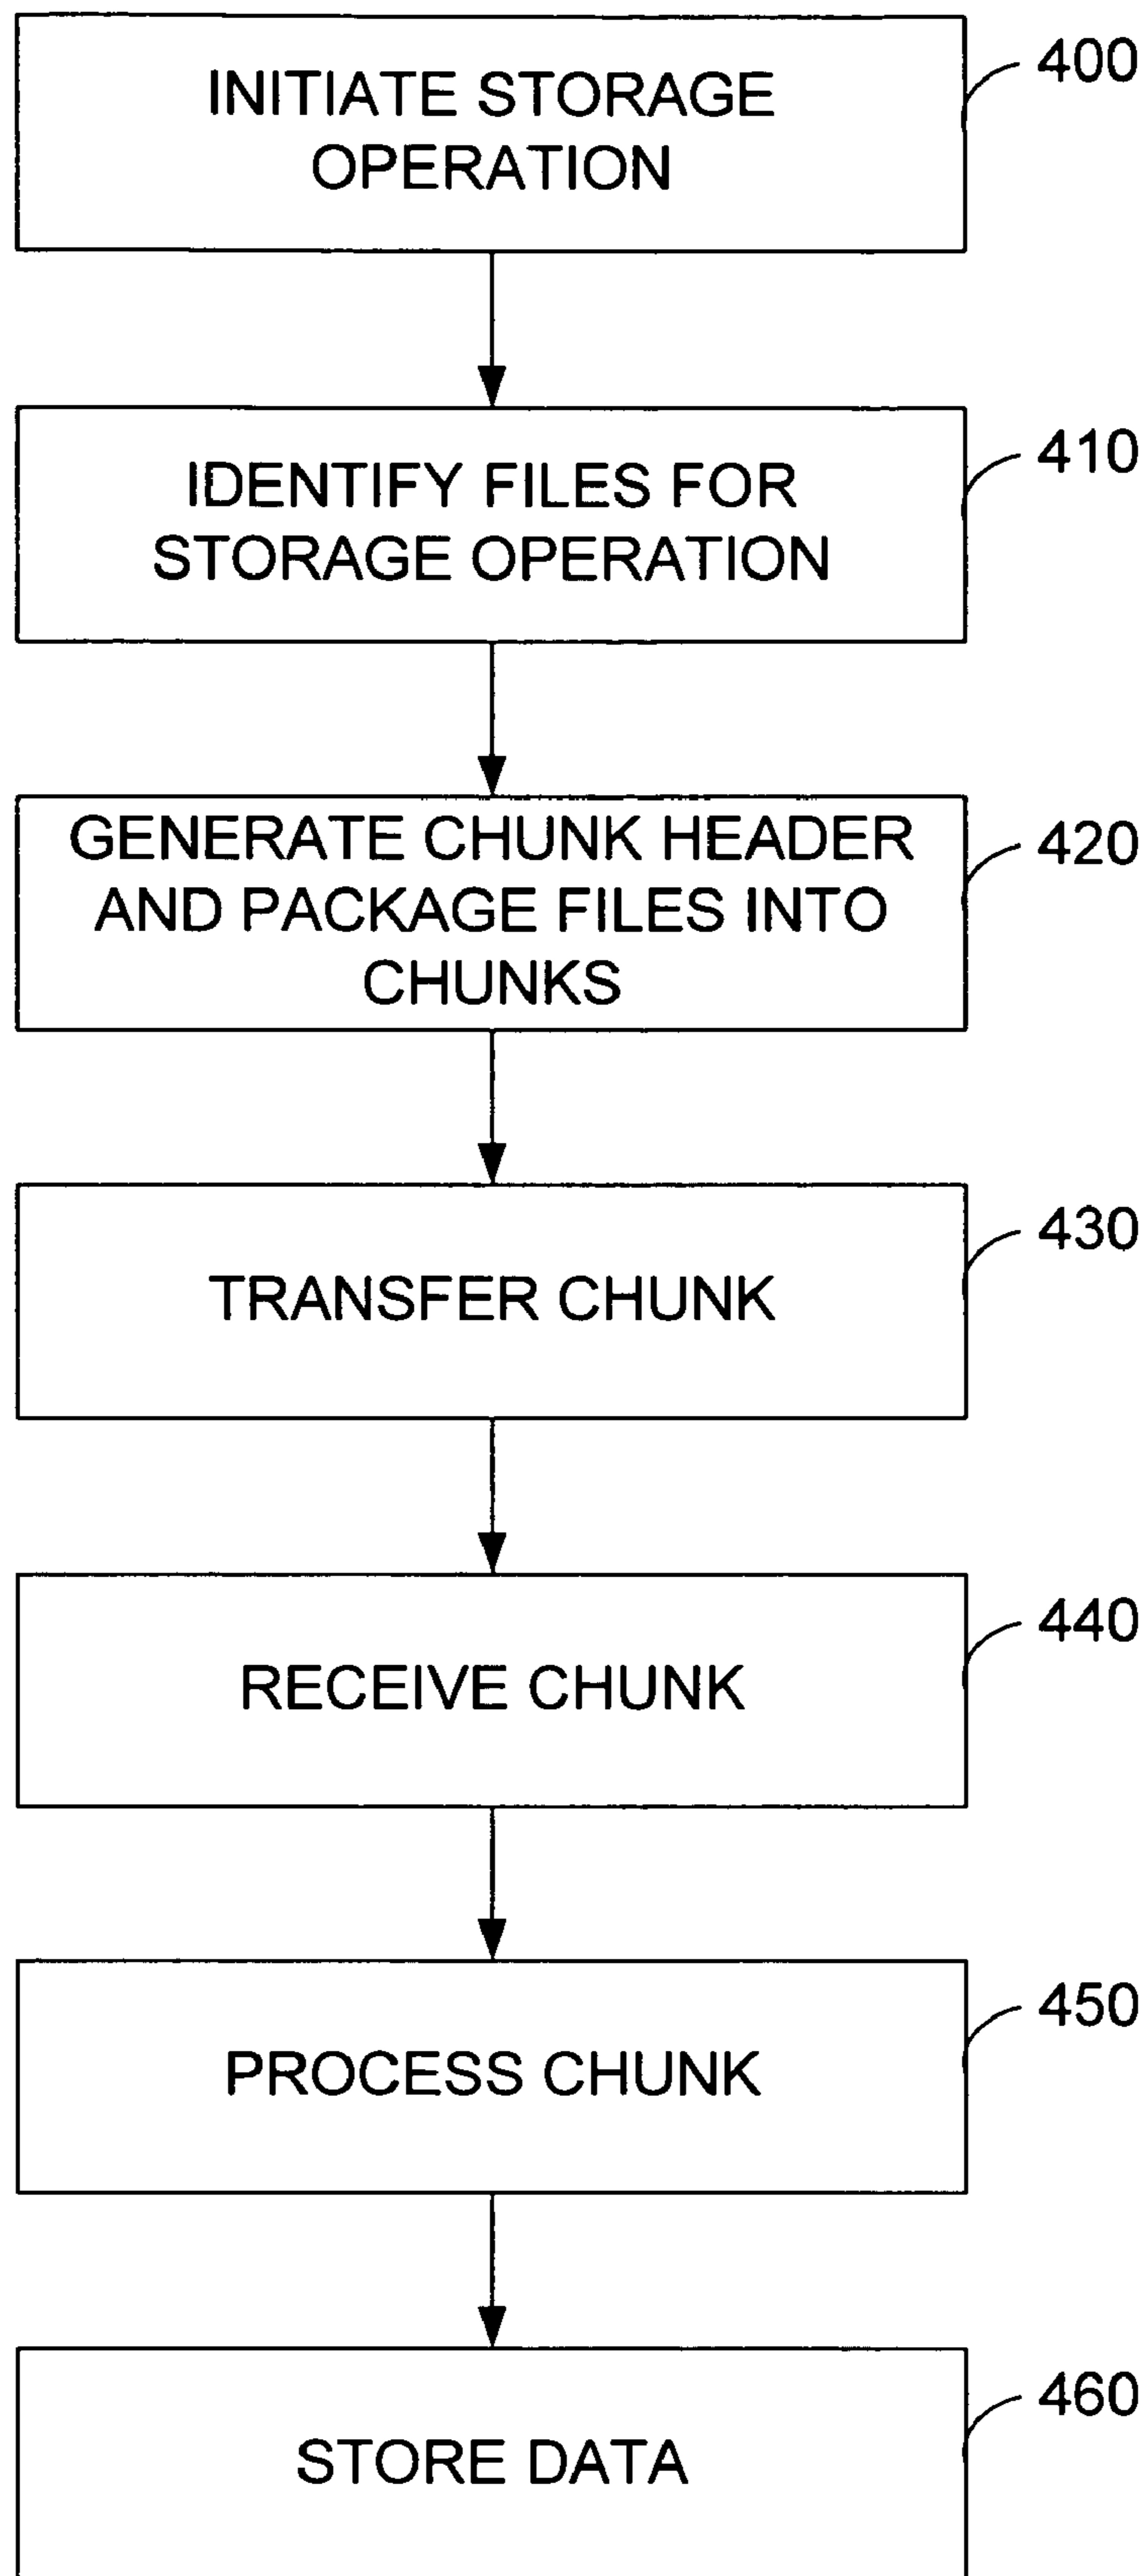 INITIATE STORAGE
OPERATION
400
IDENTIFY FILES FOR
STORAGE OPERATION
410
GENERATE CHUNK HEADER
AND PACKAGE FILES INTO
CHUNKS
420
TRANSFER CHUNK
430
RECEIVE CHUNK
440
PROCESS CHUNK
450
STORE DATA
460